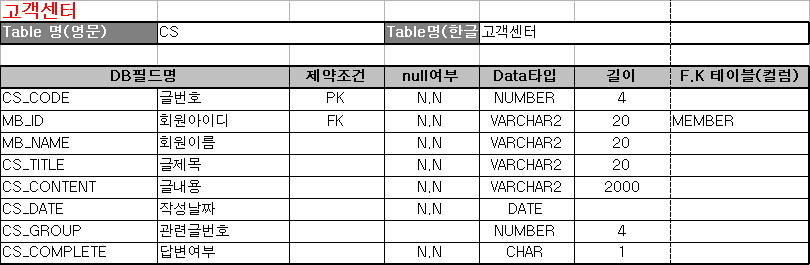 고객센터
Table 명(영문) CS Table명(한글 고객센터
DB필드명 제약조건 null여부 Data타입 길이 F.K 테이블(컬럼)
CS_CODE 글번호 PK N.N NUMBER 4
MB_ID 회원아이디 FK N.N VARCHAR2 20 MEMBER
MB_NAME 회원이름 N.N VARCHAR2 20
CS_TITLE 글제목 N.N VARCHAR2 20
CS_CONTENT 글내용 N.N VARCHAR2 2000
CS_DATE 작성날짜 N.N DATE
CS_GROUP 관련글번호 NUMBER 4
CS_COMPLETE 답변여부 N.N CHAR 1